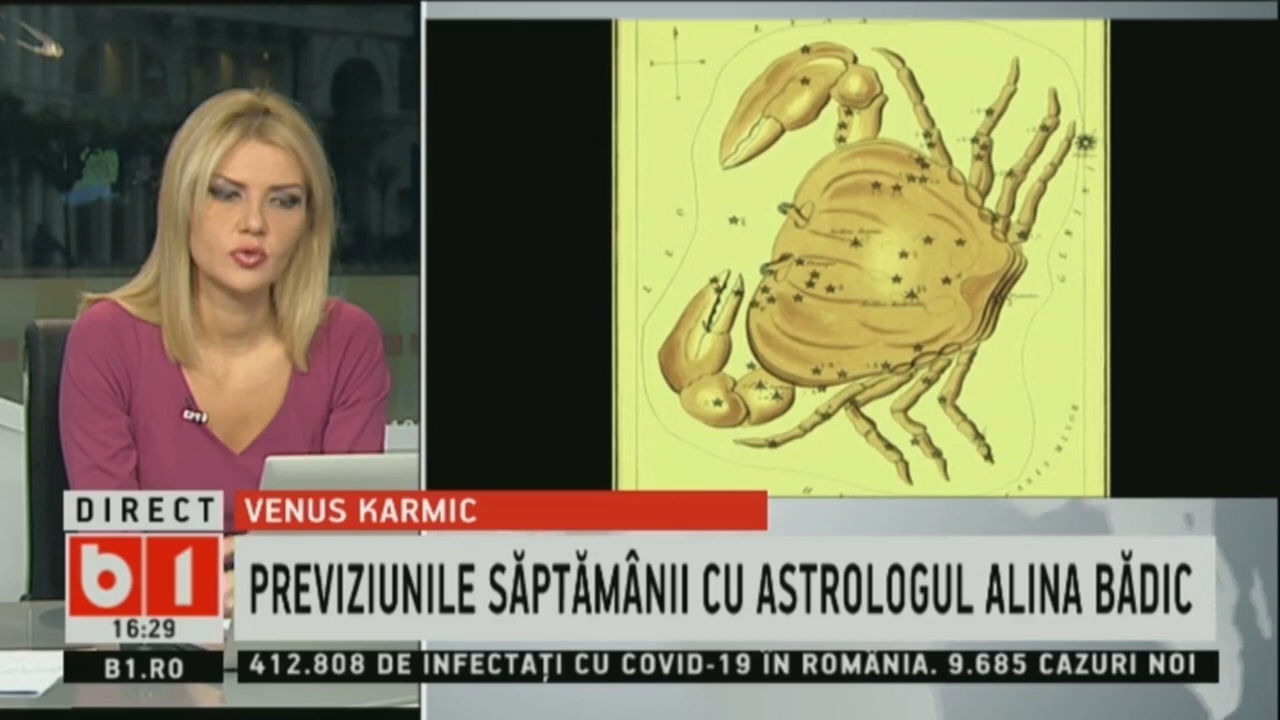 DIRECT
VENUS KARMIC
b1
PREVIZIUNILE SĂPTĂMÂNII CU ASTROLOGUL ALINA BĂDIC
16:29
B1.RO
412.808 DE INFECTAȚI CU COVID-19 ÎN ROMÂNIA. 9.685 CAZURI NOI